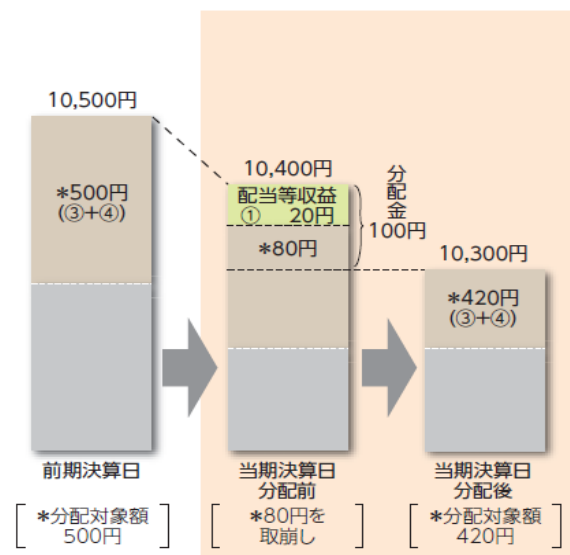 10,500円
*500円
(③+④)
10,400円
配当等収益
① 20円
*80円
分配金
100円
10,300円
*420円
(③+④)
前期決算日
当期決算日
分配前
当期決算日
分配後
*分配対象額
500円
*80円を
取崩し
*分配対象額
420円